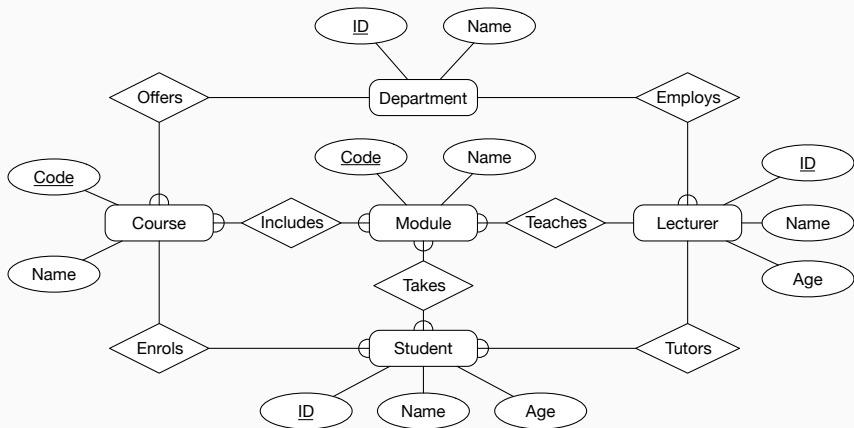 ID
Name
Offers
Department
Employs
Code
Name
Code
ID
Course
Includes
Module
Teaches
Lecturer
Name
Name
Takes
Age
Enrols
Student
Tutors
ID
Name
Age